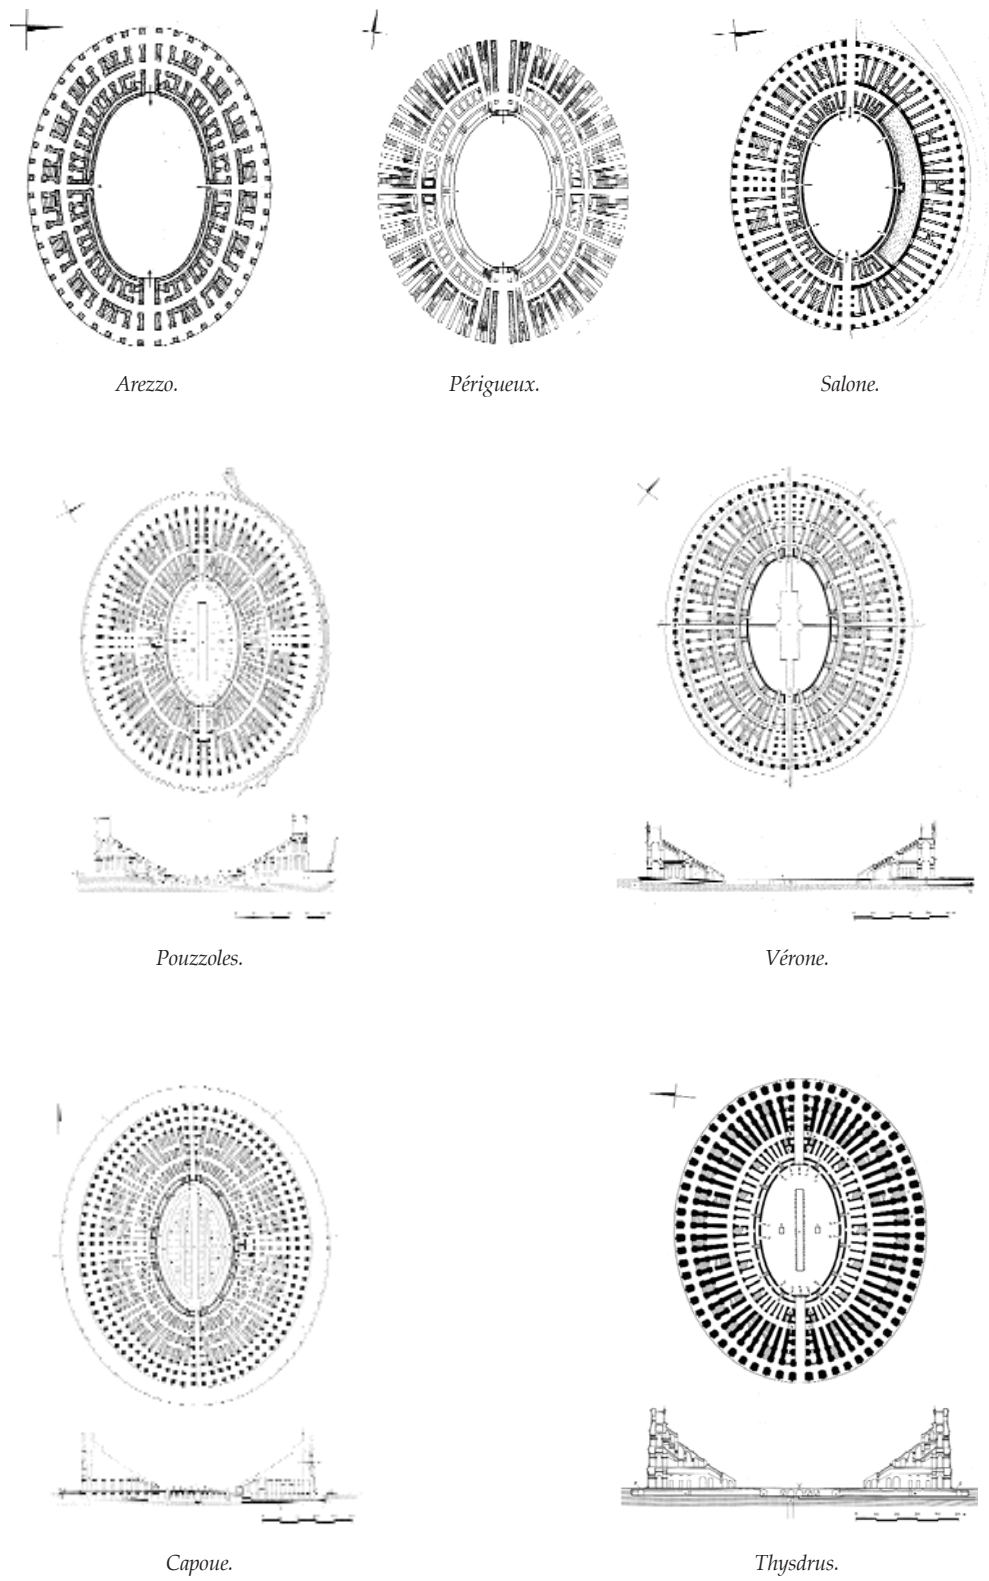 Arezzo.
Périgueux.
Salone.
Pouzzoles.
Vérone.
Capoue.
Thysdrus.